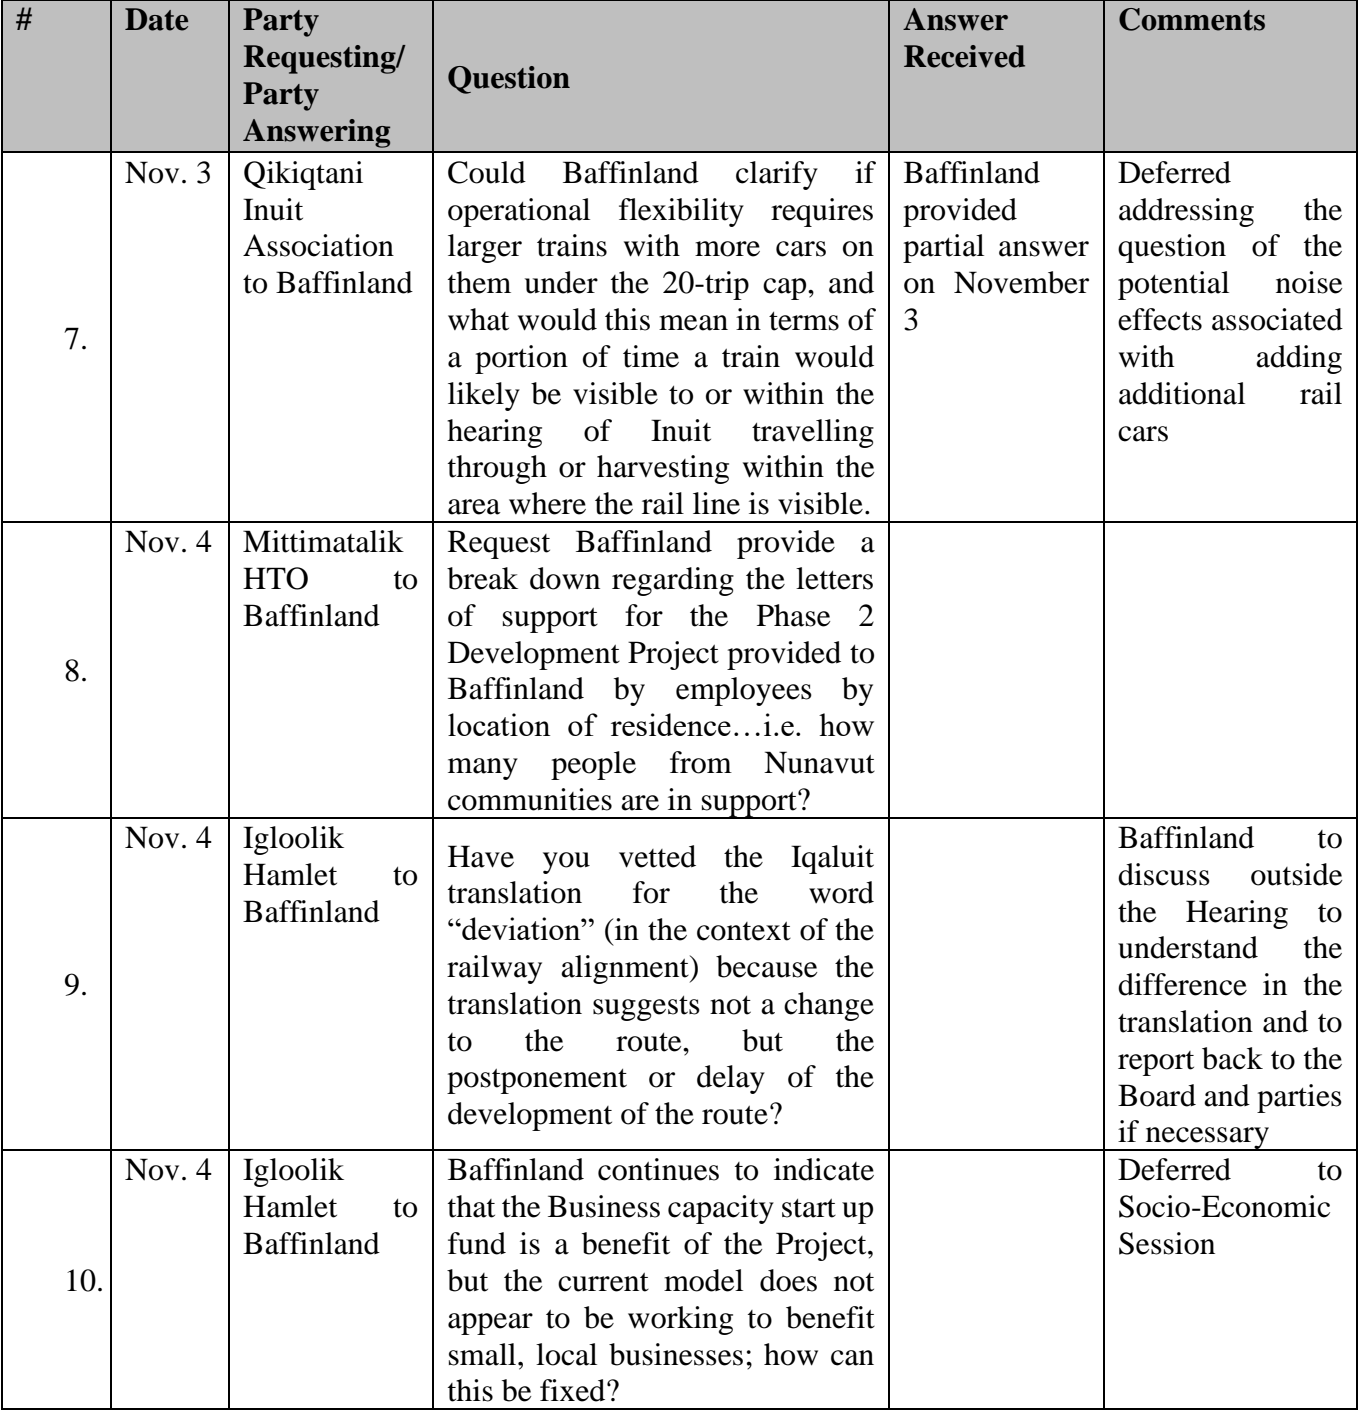 #
Date
Party
Requesting/
Party
Answering
Question
Answer
Received
Comments
7.
Nov. 3
Qikiqtani
Inuit
Association
to Baffinland
Could Baffinland clarify if
operational flexibility requires
larger trains with more cars on
them under the 20-trip cap, and
what would this mean in terms of
a portion of time a train would
likely be visible to or within the
hearing of Inuit travelling
through or harvesting within the
area where the rail line is visible.
Baffinland
provided
partial answer
on November
3
Deferred
addressing the
question of the
potential noise
effects associated
with adding
additional rail
cars
8.
Nov. 4
Mittimatalik
HTO to
Baffinland
Request Baffinland provide a
break down regarding the letters
of support for the Phase 2
Development Project provided to
Baffinland by employees by
location of residence…i.e. how
many people from Nunavut
communities are in support?
9.
Nov. 4
Igloolik
Hamlet to
Baffinland
Have you vetted the Iqaluit
translation for the word
“deviation” (in the context of the
railway alignment) because the
translation suggests not a change
to the route, but the
postponement or delay of the
development of the route?
Baffinland to
discuss outside
the Hearing to
understand the
difference in the
translation and to
report back to the
Board and parties
if necessary
10.
Nov. 4
Igloolik
Hamlet to
Baffinland
Baffinland continues to indicate
that the Business capacity start up
fund is a benefit of the Project,
but the current model does not
appear to be working to benefit
small, local businesses; how can
this be fixed?
Deferred to
Socio-Economic
Session